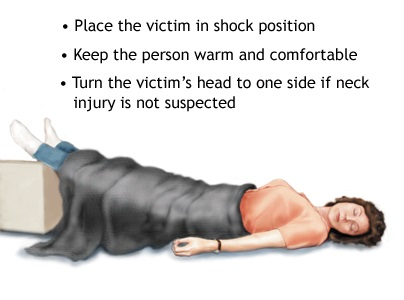 • Place the victim in shock position
• Keep the person warm and comfortable
• Turn the victim's head to one side if neck
injury is not suspected